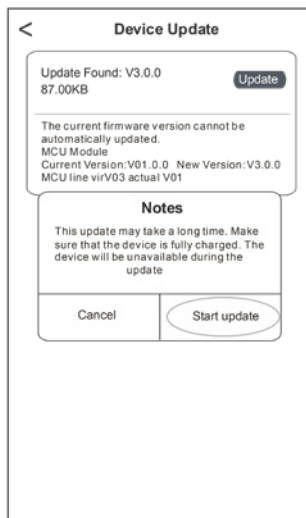 <
Device Update
Update Found: V3.0.0
87.00KB
Update
The current firmware version cannot be
automatically updated.
MCU Module
Current Version:V01.0.0 New Version:V3.0.0
MCU line virV03 actual V01
Notes
This update may take a long time. Make
sure that the device is fully charged. The
device will be unavailable during the
update
Cancel
Start update